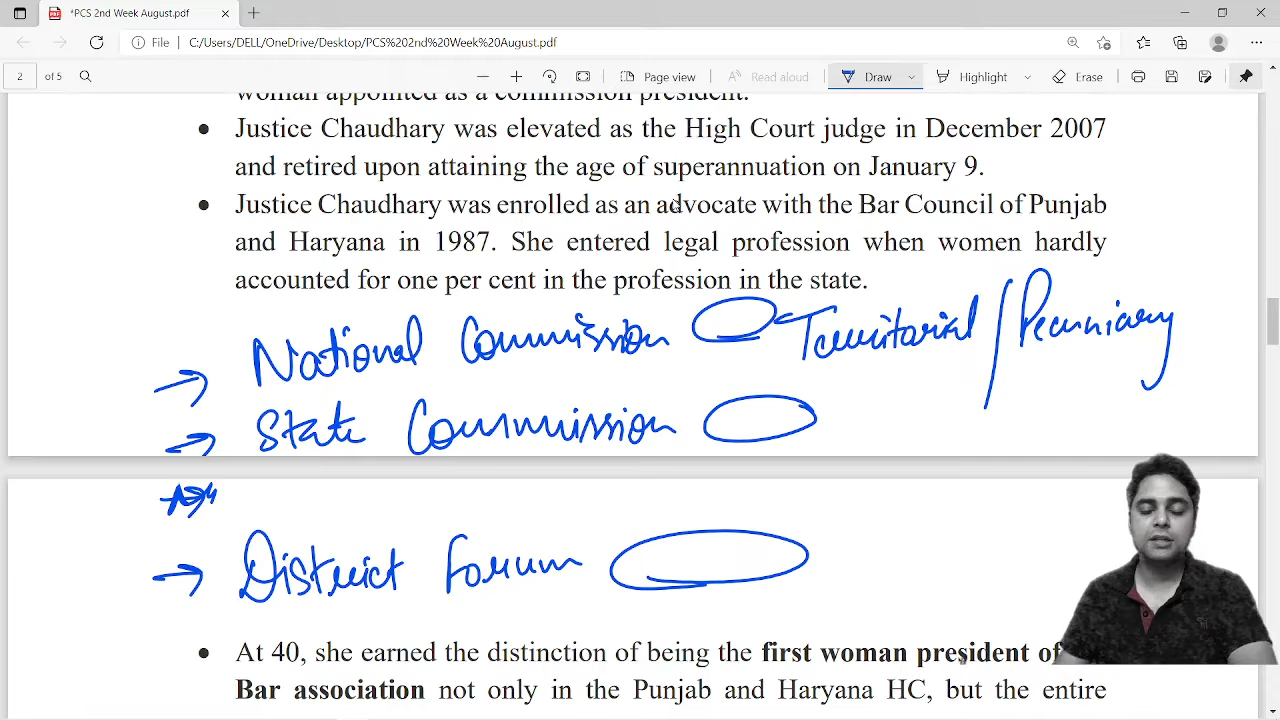 *PCS 2nd Week August.pdf
File C:/Users/DELL/OneDrive/Desktop/PCS%202nd%20Week%20August.pdf
2 of 5 Page view Read aloud Draw Highlight Erase
woman appointed as a commission president.
• Justice Chaudhary was elevated as the High Court judge in December 2007
and retired upon attaining the age of superannuation on January 9.
• Justice Chaudhary was enrolled as an advocate with the Bar Council of Punjab
and Haryana in 1987. She entered legal profession when women hardly
accounted for one per cent in the profession in the state.
→ National Commission Territorial / Pecuniary
→ State Commission
→ District Forum
• At 40, she earned the distinction of being the first woman president of
Bar association not only in the Punjab and Haryana HC, but the entire